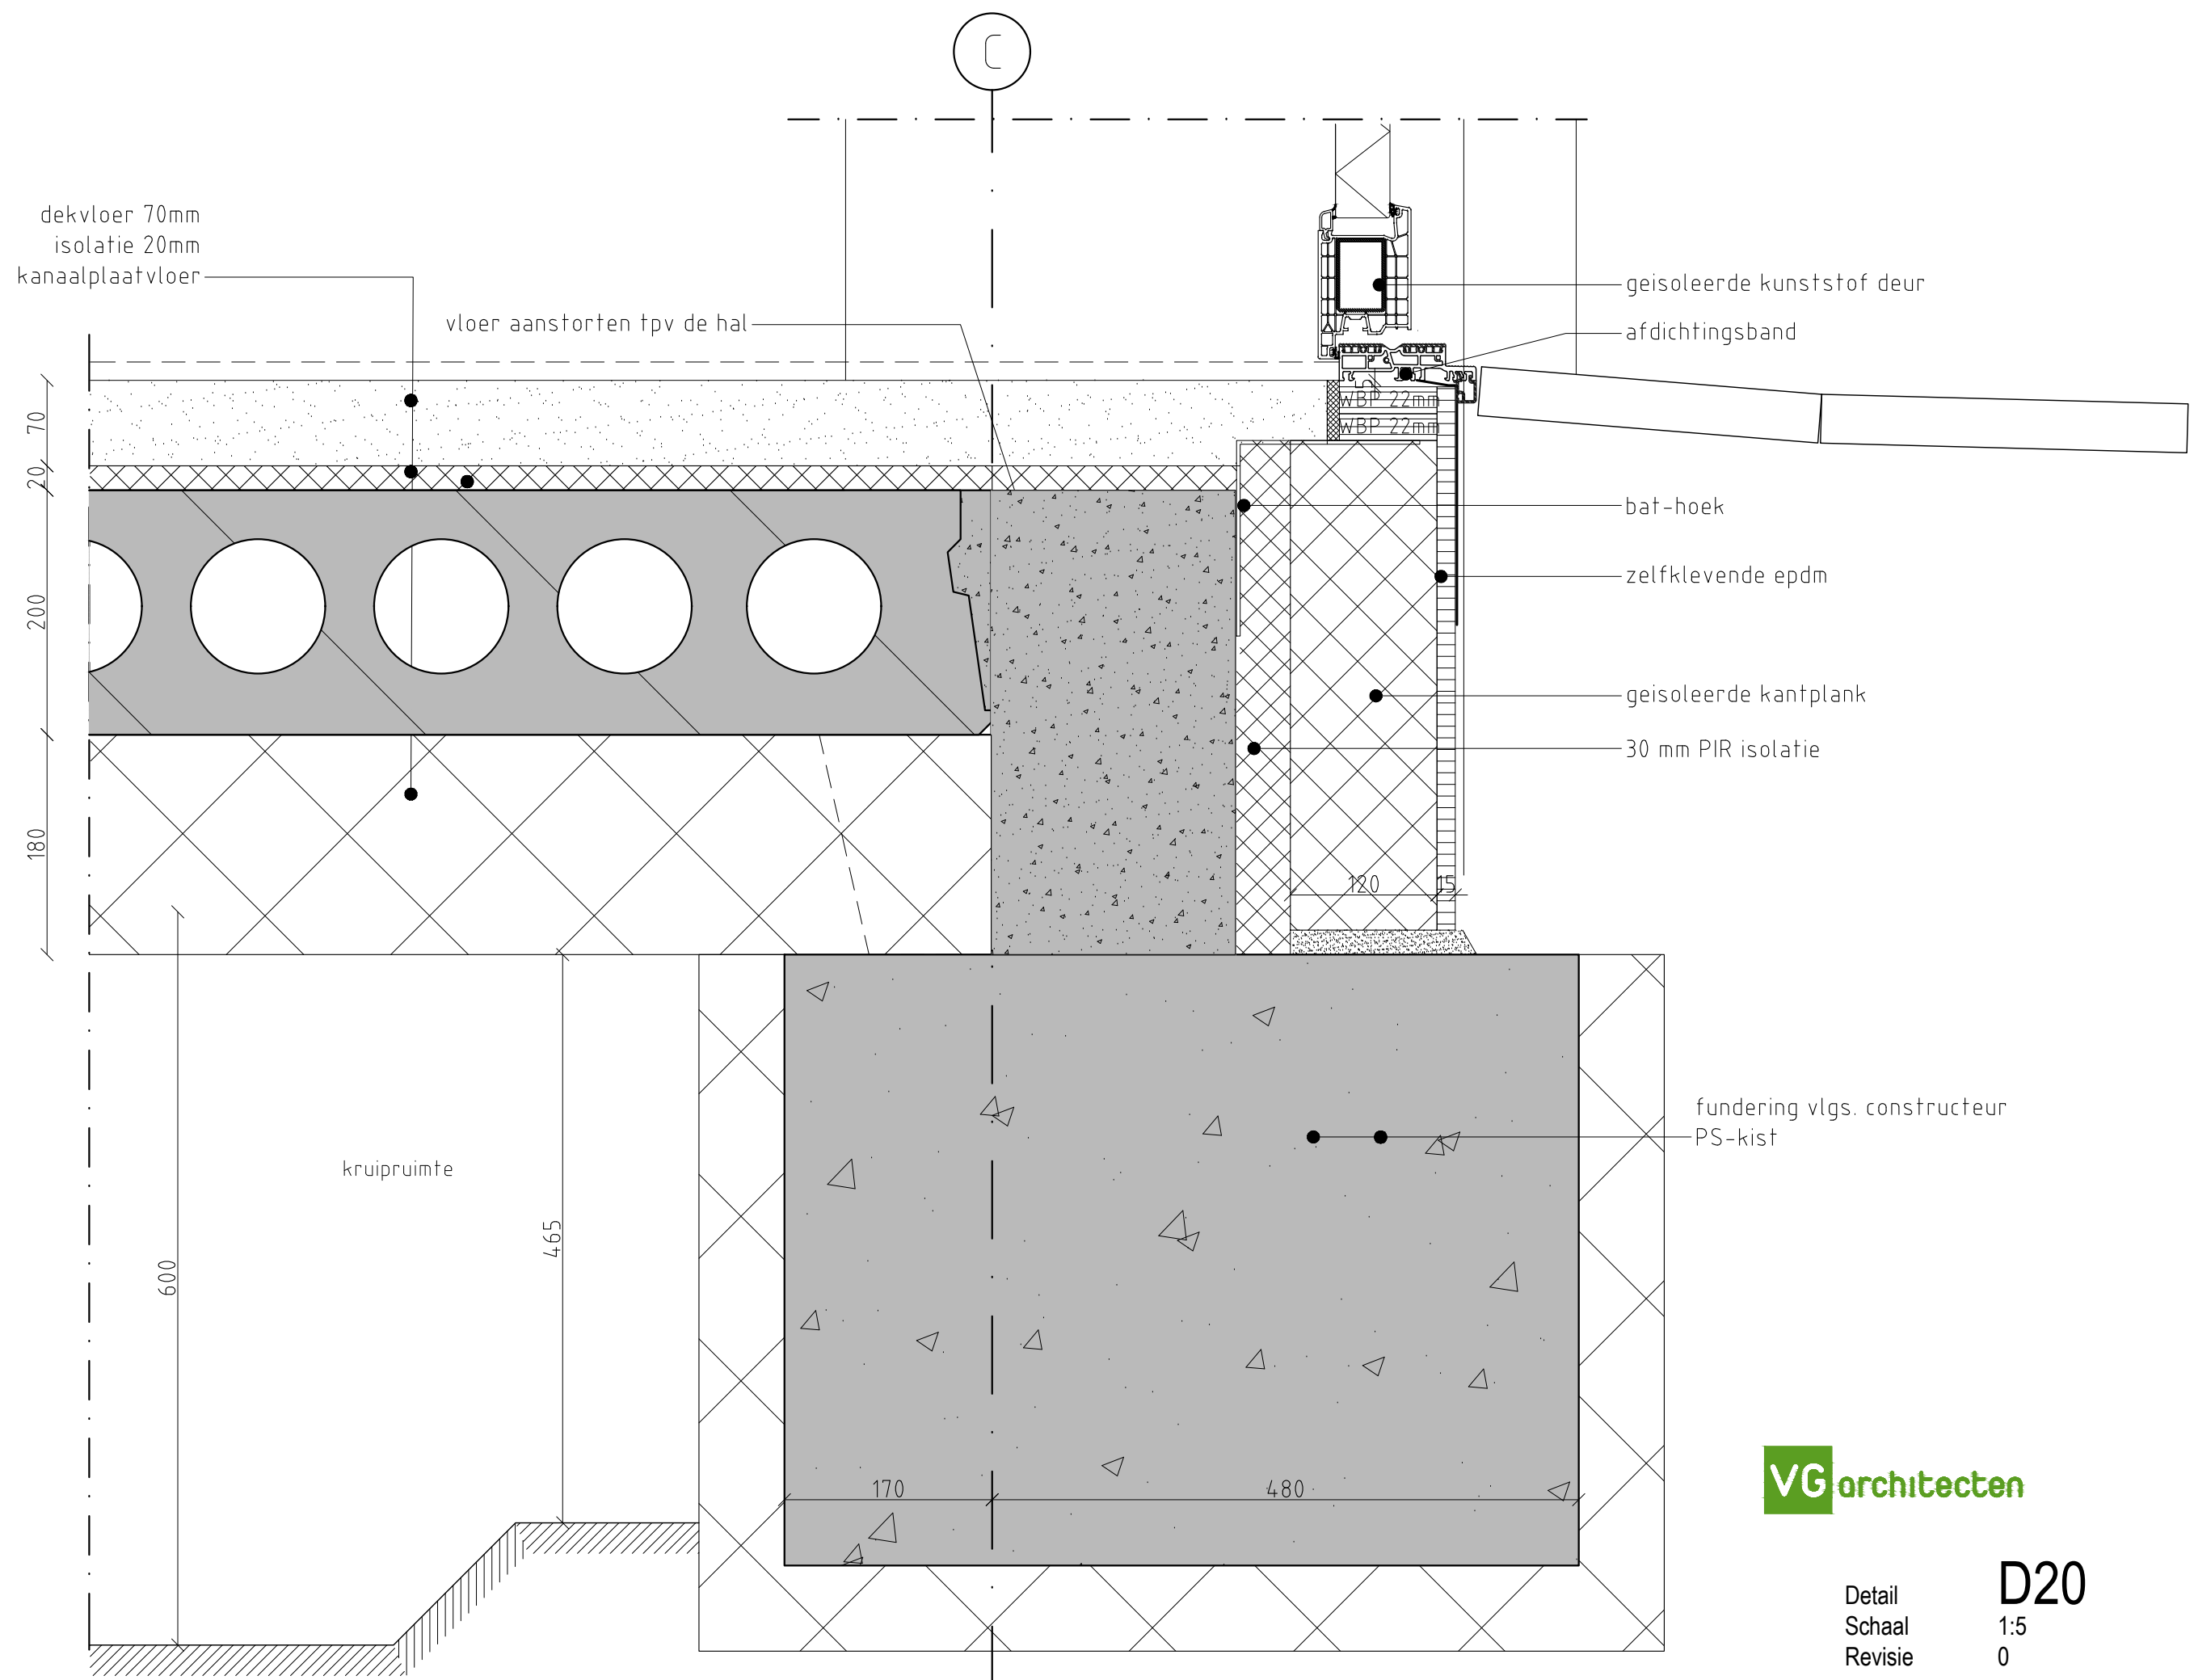 C
dekvloer 70mm
isolatie 20mm
kanaalplaatvloer
vloer aanstorten tpv de hal
geisoleerde kunststof deur
afdichtingsband
15
WBP 22mm
WBP 22mm
bat-hoek
zelfklevende epdm
geisoleerde kantplank
30 mm PIR isolatie
70
20
200
180
120
15
fundering vlgs. constructeur
PS-kist
kruipruimte
600
465
170
480
VG architecten
Detail D20
Schaal 1:5
Revisie 0